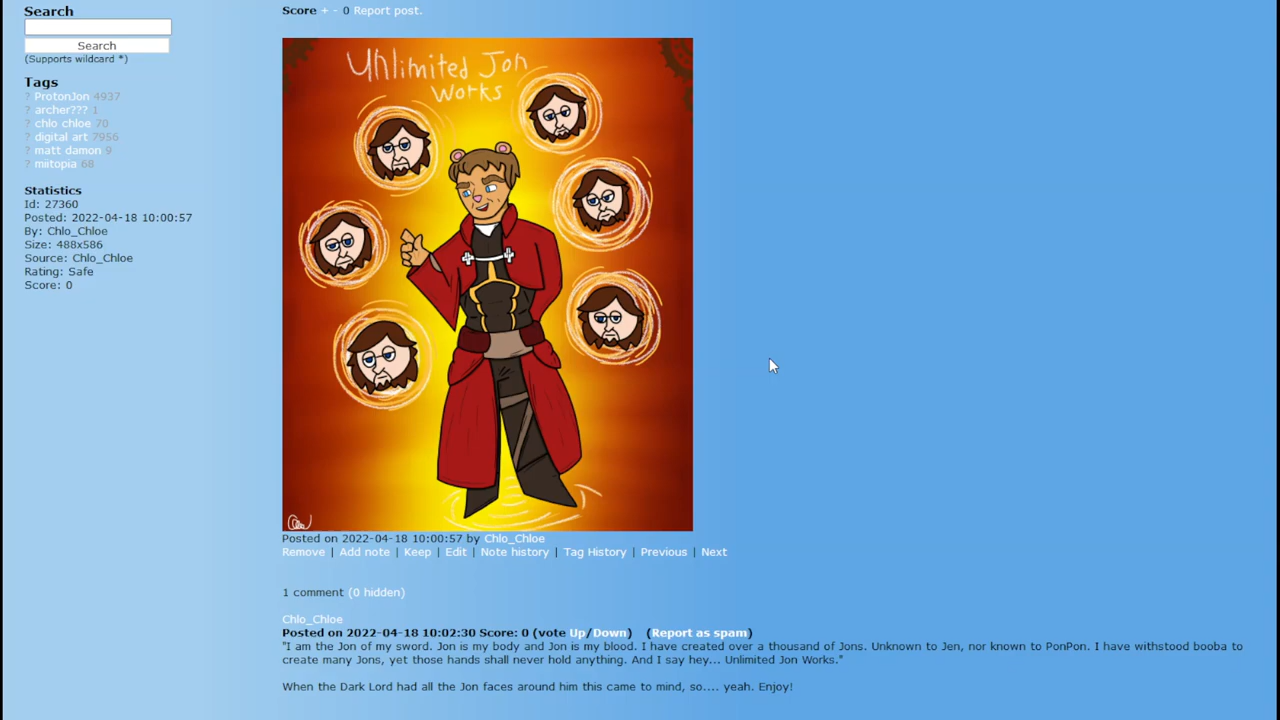 Search
Search
(Supports wildcard *)
Tags
? ProtonJon 4937
? archer??? 1
? chlo chloe 70
? digital art 7956
? matt damon 9
? miitopia 68
Statistics
Id: 27360
Posted: 2022-04-18 10:00:57
By: Chlo_Chloe
Size: 488x586
Source: Chlo_Chloe
Rating: Safe
Score: 0
Score + - 0 Report post.
Unlimited Jon
Works
Posted on 2022-04-18 10:00:57 by Chlo_Chloe
Remove | Add note | Keep | Edit | Note history | Tag History | Previous | Next
1 comment (0 hidden)
Chlo_Chloe
Posted on 2022-04-18 10:02:30 Score: 0 (vote Up/Down) (Report as spam)
"I am the Jon of my sword. Jon is my body and Jon is my blood. I have created over a thousand of Jons. Unknown to Jen, nor known to PonPon. I have withstood booba to
create many Jons, yet those hands shall never hold anything. And I say hey... Unlimited Jon Works."
When the Dark Lord had all the Jon faces around him this came to mind, so.... yeah. Enjoy!